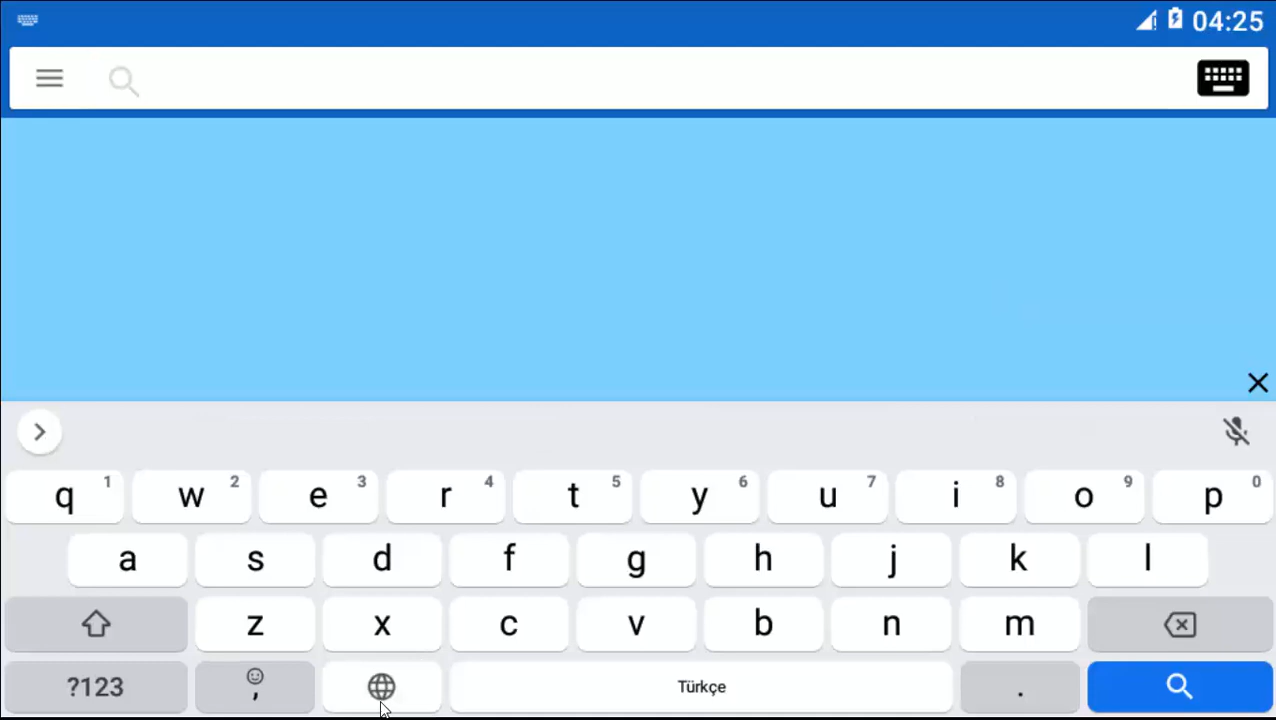 04:25
q 1 w 2 e 3 r 4 t 5 y 6 u 7 i 8 o 9 p 0
a s d f g h j k l
z x c v b n m
?123 , Türkçe .